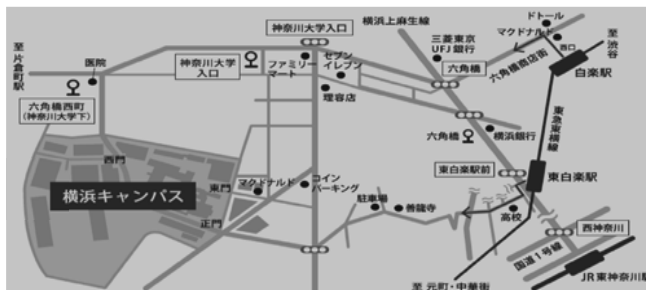 至片倉町駅
医院
六角橋西町
(神奈川大学下)
神奈川大学
入口
神奈川大学入口
ファミリー
マート
セブン
イレブン
理容店
横浜上麻生線
三菱東京
UFJ銀行
六角橋
ドトール
マクドナルド
西口
至渋谷
六角橋商店街
白楽駅
東急東横線
六角橋
横浜銀行
東白楽駅前
東白楽駅
西門
横浜キャンパス
東門
マクドナルド
コイン
パーキング
正門
駐車場
善龍寺
高校
西神奈川
国道1号線
至 元町・中華街
JR東神奈川駅